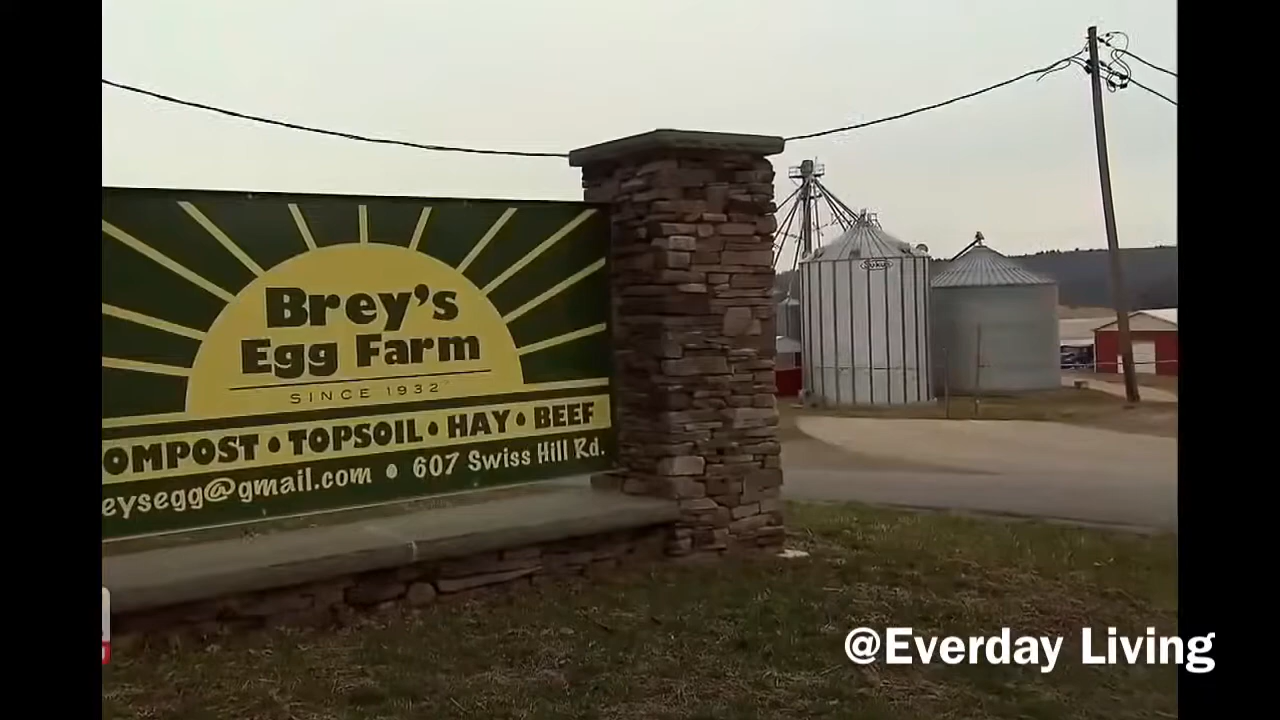 Brey's
Egg Farm
SINCE 1932
OMPOST • TOPSOIL • HAY • BEEF
eysegg@gmail.com • 607 Swiss Hill Rd.
@Everday Living